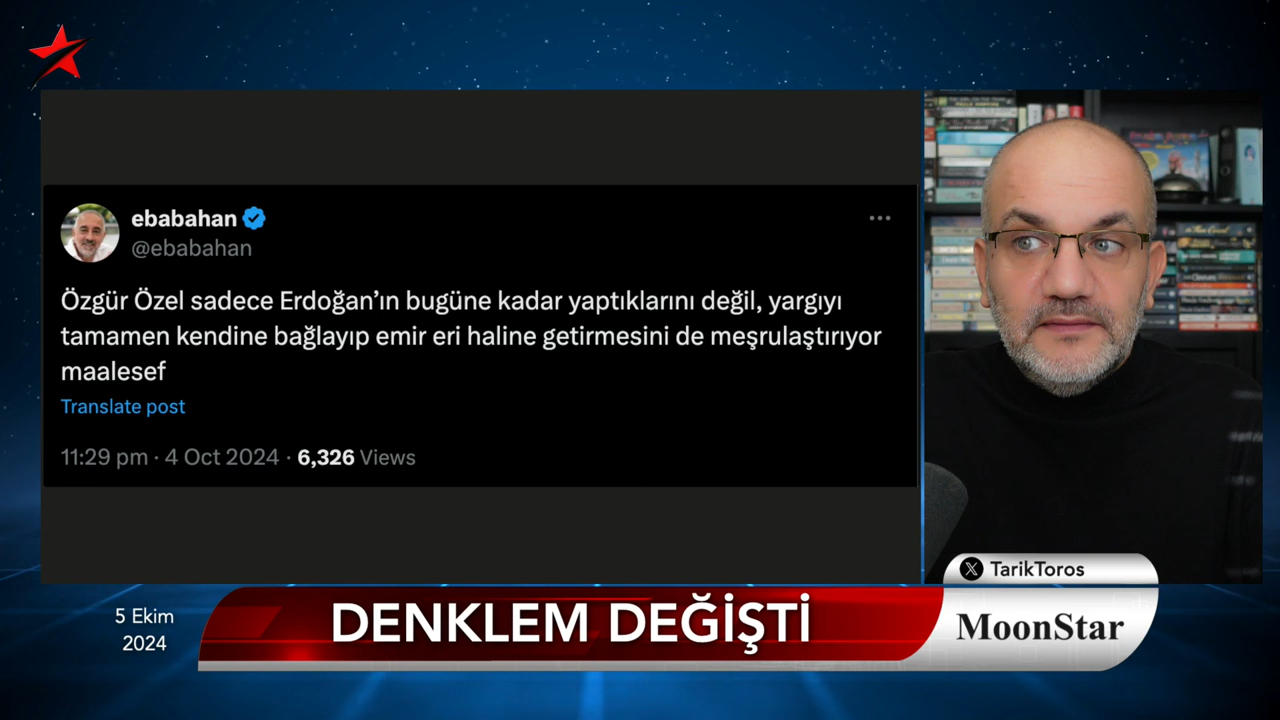 ebabahan
@ebabahan
Özgür Özel sadece Erdoğan’ın bugüne kadar yaptıklarını değil, yargıyı
tamamen kendine bağlayıp emir eri haline getirmesini de meşrulaştırıyor
maalesef
Translate post
11:29 pm · 4 Oct 2024 · 6,326 Views
TarikToros
5 Ekim
2024
DENKLEM DEĞİŞTİ
MoonStar